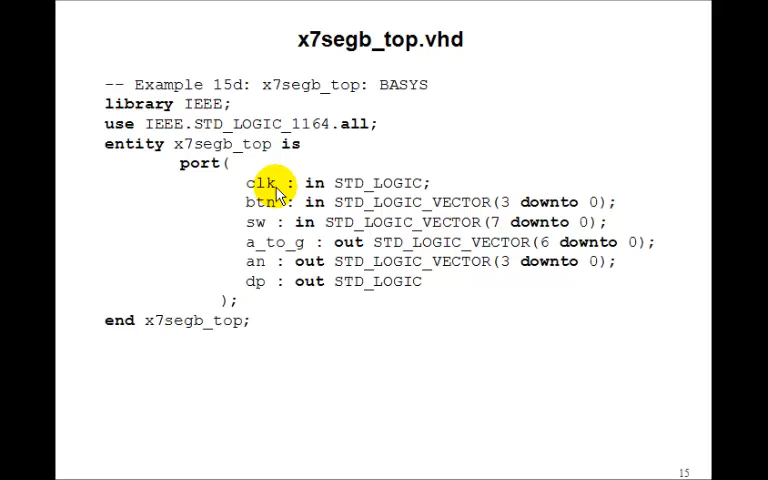 x7segb_top.vhd
-- Example 15d: x7segb_top: BASYS
library IEEE;
use IEEE.STD_LOGIC_1164.all;
entity x7segb_top is
port(
clk : in STD_LOGIC;
btn : in STD_LOGIC_VECTOR(3 downto 0);
sw : in STD_LOGIC_VECTOR(7 downto 0);
a_to_g : out STD_LOGIC_VECTOR(6 downto 0);
an : out STD_LOGIC_VECTOR(3 downto 0);
dp : out STD_LOGIC
);
end x7segb_top;
15